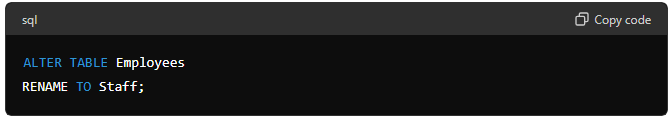 sql Copy code
ALTER TABLE Employees
RENAME TO Staff;